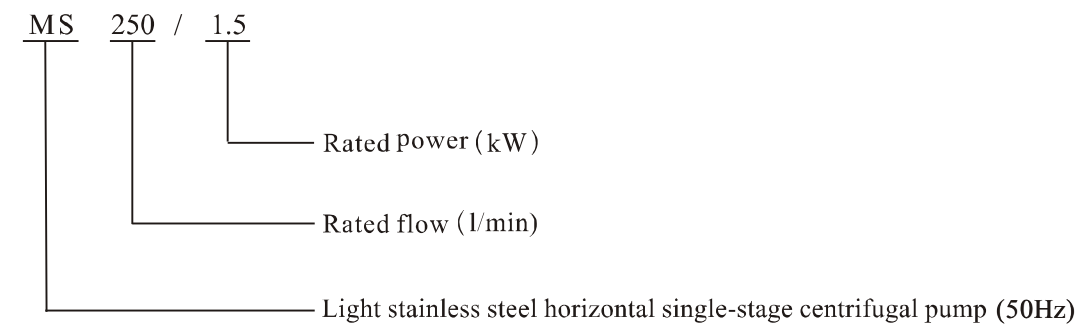 MS 250 / 1.5
Rated power (kW)
Rated flow (l/min)
Light stainless steel horizontal single-stage centrifugal pump (50Hz)